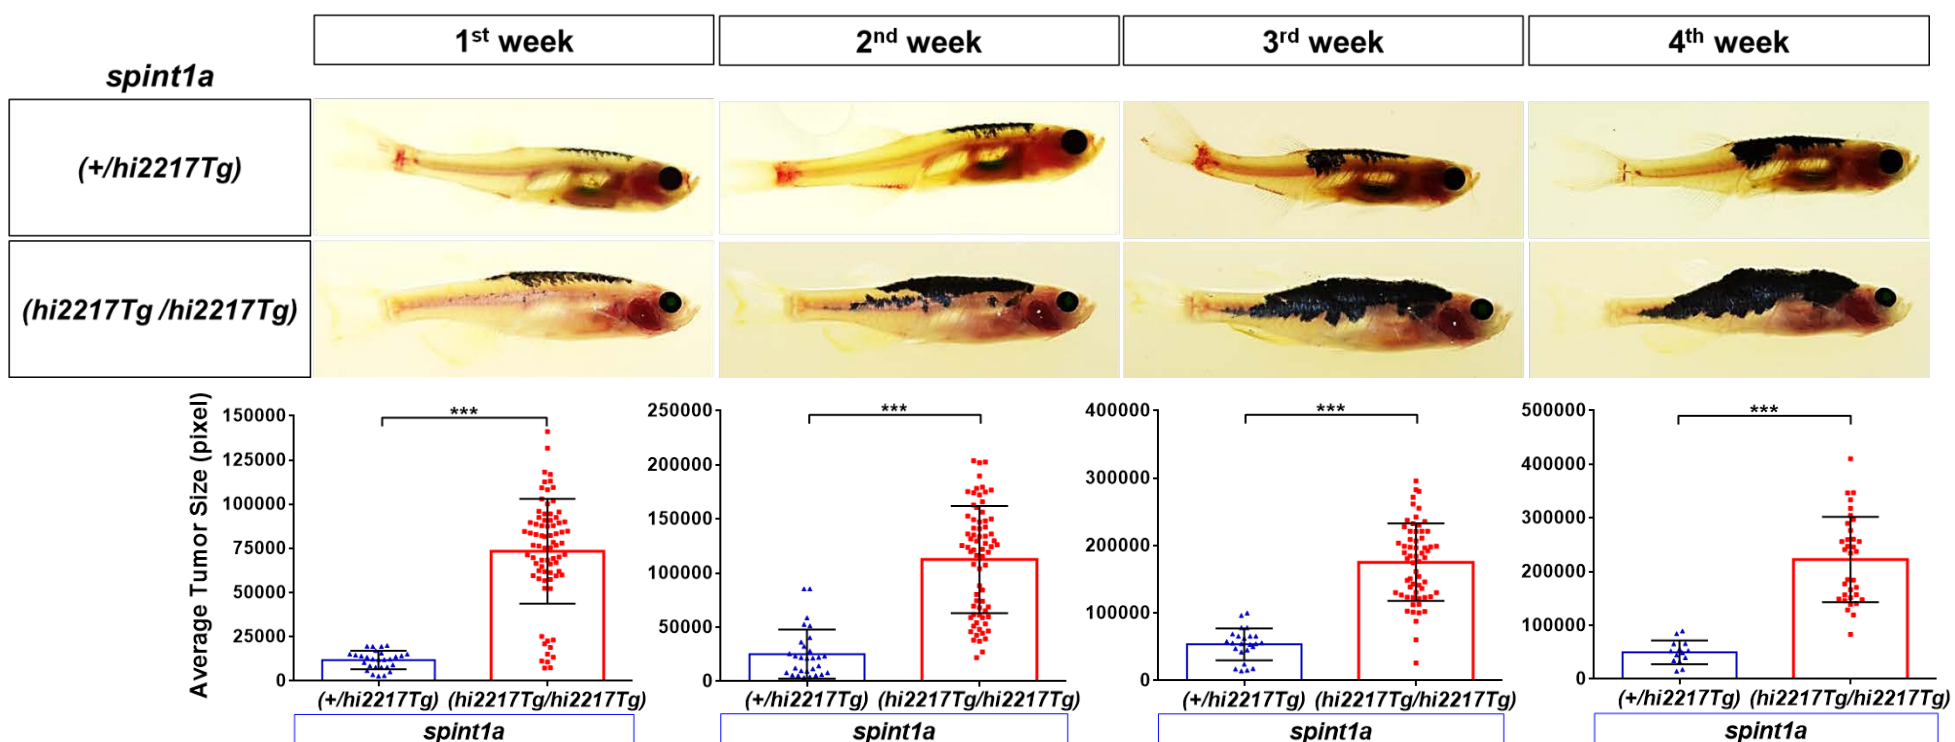 1st week 2nd week 3rd week 4th week
spint1a
(+/hi2217Tg)
(hi2217Tg /hi2217Tg)
Average Tumor Size (pixel)
150000
125000
100000
75000
50000
25000
0
***
(+/hi2217Tg) (hi2217Tg/hi2217Tg)
spint1a
250000
200000
150000
100000
50000
0
***
(+/hi2217Tg) (hi2217Tg/hi2217Tg)
spint1a
400000
300000
200000
100000
0
***
(+/hi2217Tg) (hi2217Tg/hi2217Tg)
spint1a
500000
400000
300000
200000
100000
0
***
(+/hi2217Tg) (hi2217Tg/hi2217Tg)
spint1a